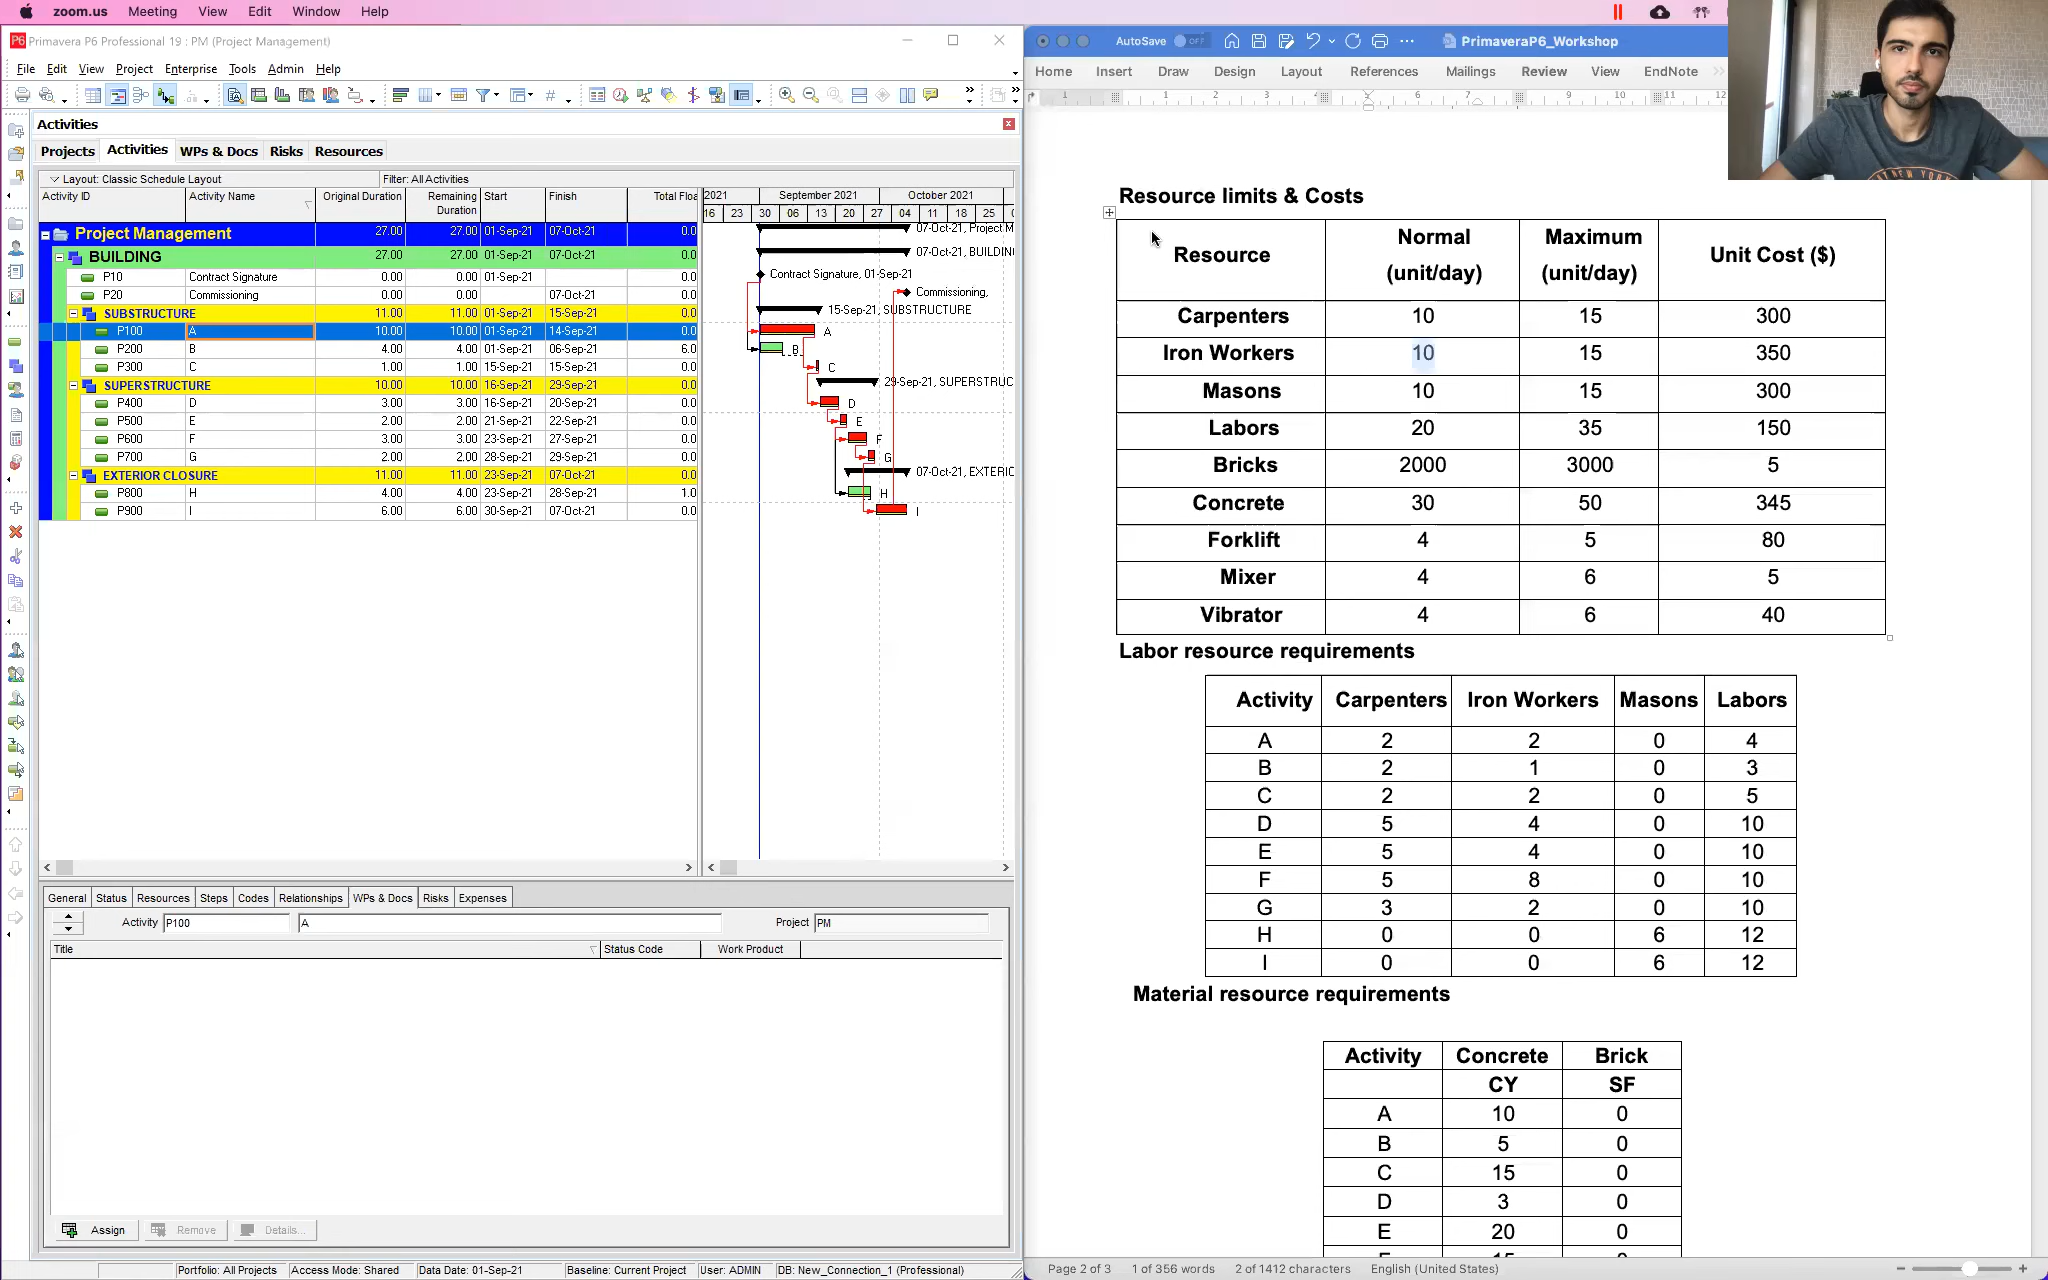 zoom.us Meeting View Edit Window Help
P6 Primavera P6 Professional 19 : PM (Project Management)
File Edit View Project Enterprise Tools Admin Help
Activities
Projects Activities WPs & Docs Risks Resources
Layout: Classic Schedule Layout Filter: All Activities
Activity ID Activity Name Original Duration Remaining Duration Start Finish Total Floa
2021 September 2021 October 2021
16 23 30 06 13 20 27 04 11 18 25
Project Management 27.00 27.00 01-Sep-21 07-Oct-21 0.0
BUILDING 27.00 27.00 01-Sep-21 07-Oct-21 0.0
P10 Contract Signature 0.00 0.00 01-Sep-21 0.0
P20 Commissioning 0.00 0.00 07-Oct-21 0.0
SUBSTRUCTURE 11.00 11.00 01-Sep-21 15-Sep-21 0.0
P100 A 10.00 10.00 01-Sep-21 14-Sep-21 0.0
P200 B 4.00 4.00 01-Sep-21 06-Sep-21 6.0
P300 C 1.00 1.00 15-Sep-21 15-Sep-21 0.0
SUPERSTRUCTURE 10.00 10.00 16-Sep-21 29-Sep-21 0.0
P400 D 3.00 3.00 16-Sep-21 20-Sep-21 0.0
P500 E 2.00 2.00 21-Sep-21 22-Sep-21 0.0
P600 F 3.00 3.00 23-Sep-21 27-Sep-21 0.0
P700 G 2.00 2.00 28-Sep-21 29-Sep-21 0.0
EXTERIOR CLOSURE 11.00 11.00 23-Sep-21 07-Oct-21 0.0
P800 H 4.00 4.00 23-Sep-21 28-Sep-21 1.0
P900 I 6.00 6.00 30-Sep-21 07-Oct-21 0.0
07-Oct-21, Project M
07-Oct-21, BUILDIN
Contract Signature, 01-Sep-21
Commissioning,
15-Sep-21, SUBSTRUCTURE
A
B
C
29-Sep-21, SUPERSTRUC
D
E
F
G
07-Oct-21, EXTERIC
H
I
General Status Resources Steps Codes Relationships WPs & Docs Risks Expenses
Activity P100 A Project PM
Title Status Code Work Product
Assign Remove Details...
Portfolio: All Projects Access Mode: Shared Data Date: 01-Sep-21 Baseline: Current Project User: ADMIN DB: New_Connection_1 (Professional)
AutoSave OFF PrimaveraP6_Workshop
Home Insert Draw Design Layout References Mailings Review View EndNote
1 1 2 3 4 6 7 9 10 11 12
Resource limits & Costs
Resource Normal (unit/day) Maximum (unit/day) Unit Cost ($)
Carpenters 10 15 300
Iron Workers 10 15 350
Masons 10 15 300
Labors 20 35 150
Bricks 2000 3000 5
Concrete 30 50 345
Forklift 4 5 80
Mixer 4 6 5
Vibrator 4 6 40
Labor resource requirements
Activity Carpenters Iron Workers Masons Labors
A 2 2 0 4
B 2 1 0 3
C 2 2 0 5
D 5 4 0 10
E 5 4 0 10
F 5 8 0 10
G 3 2 0 10
H 0 0 6 12
I 0 0 6 12
Material resource requirements
Activity Concrete Brick
CY SF
A 10 0
B 5 0
C 15 0
D 3 0
E 20 0
Page 2 of 3 1 of 356 words 2 of 1412 characters English (United States)